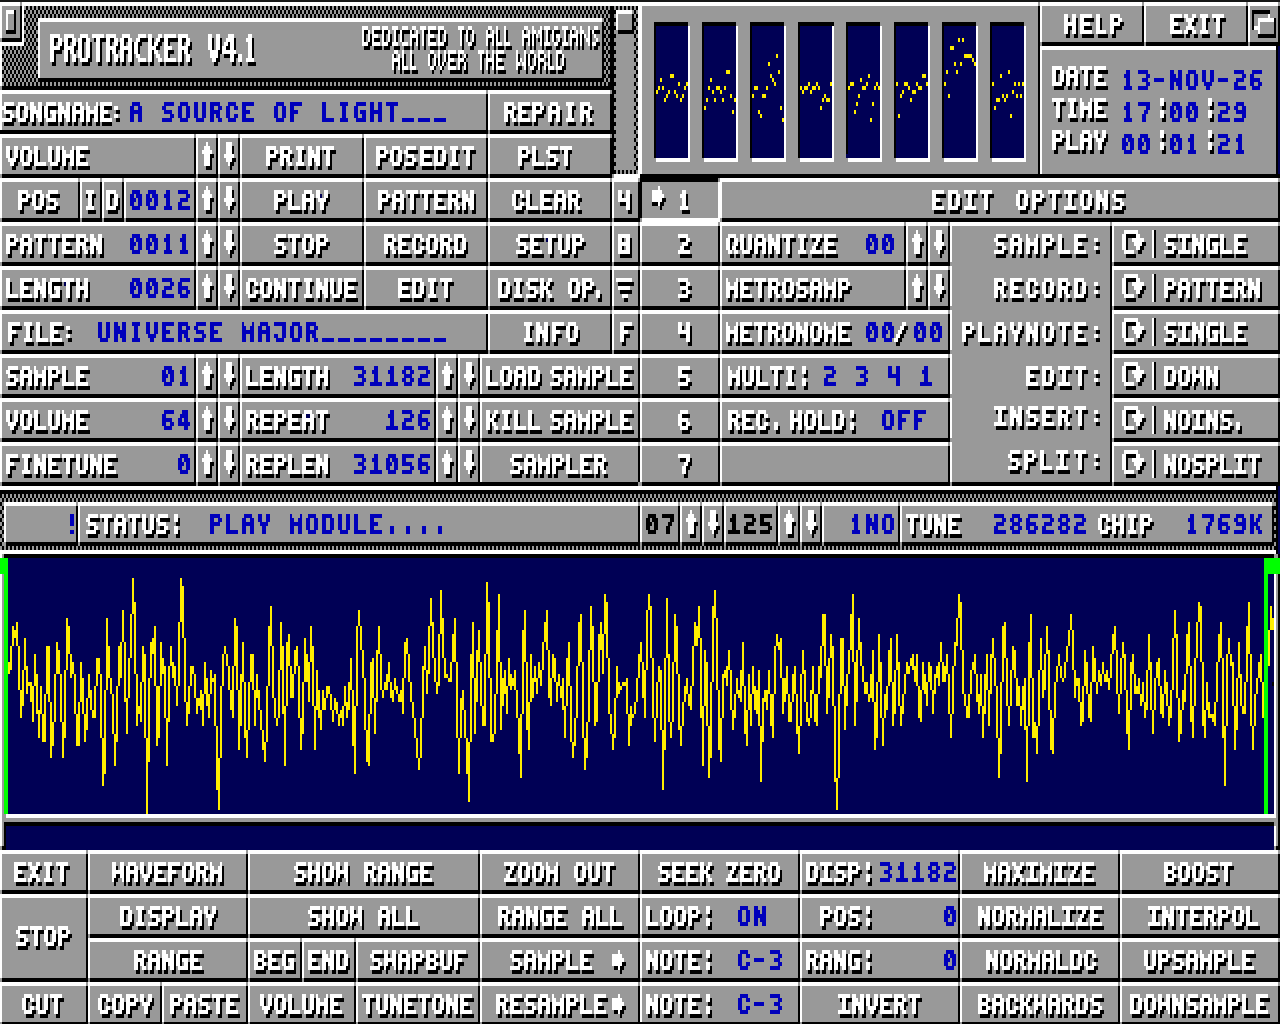 PROTRACKER V4.1
DEDICATED TO ALL AMIGIANS
ALL OVER THE WORLD
HELP EXIT
DATE 13-NOV-26
TIME 17:00:29
PLAY 00:01:21
SONGNAME: A SOURCE OF LIGHT___ REPAIR
VOLUME PRINT POSEDIT PLST
POS I D 0012 PLAY PATTERN CLEAR 4 1 EDIT OPTIONS
PATTERN 0011 STOP RECORD SETUP B 2 QUANTIZE 00 SAMPLE: SINGLE
LENGTH 0026 CONTINUE EDIT DISK OP. 3 METROSAMP RECORD: PATTERN
FILE: UNIVERSE MAJOR________ INFO F 4 METRONOME 00/00 PLAYNOTE: SINGLE
SAMPLE 01 LENGTH 31182 LOAD SAMPLE 5 MULTI: 2 3 4 1 EDIT: DOWN
VOLUME 64 REPEAT 126 KILL SAMPLE 6 REC.HOLD: OFF INSERT: NOINS.
FINETUNE 0 REPLEN 31056 SAMPLER 7 SPLIT: NOSPLIT
! STATUS: PLAY MODULE.... 07 125 1NO TUNE 286282 CHIP 1769K
EXIT WAVEFORM SHOW RANGE ZOOM OUT SEEK ZERO DISP:31182 MAXIMIZE BOOST
STOP DISPLAY SHOW ALL RANGE ALL LOOP: ON POS: 0 NORMALIZE INTERPOL
RANGE BEG END SWAPBUF SAMPLE NOTE: C-3 RANG: 0 NORMALDC UPSAMPLE
CUT COPY PASTE VOLUME TUNETONE RESAMPLE NOTE: C-3 INVERT BACKWARDS DOWNSAMPLE